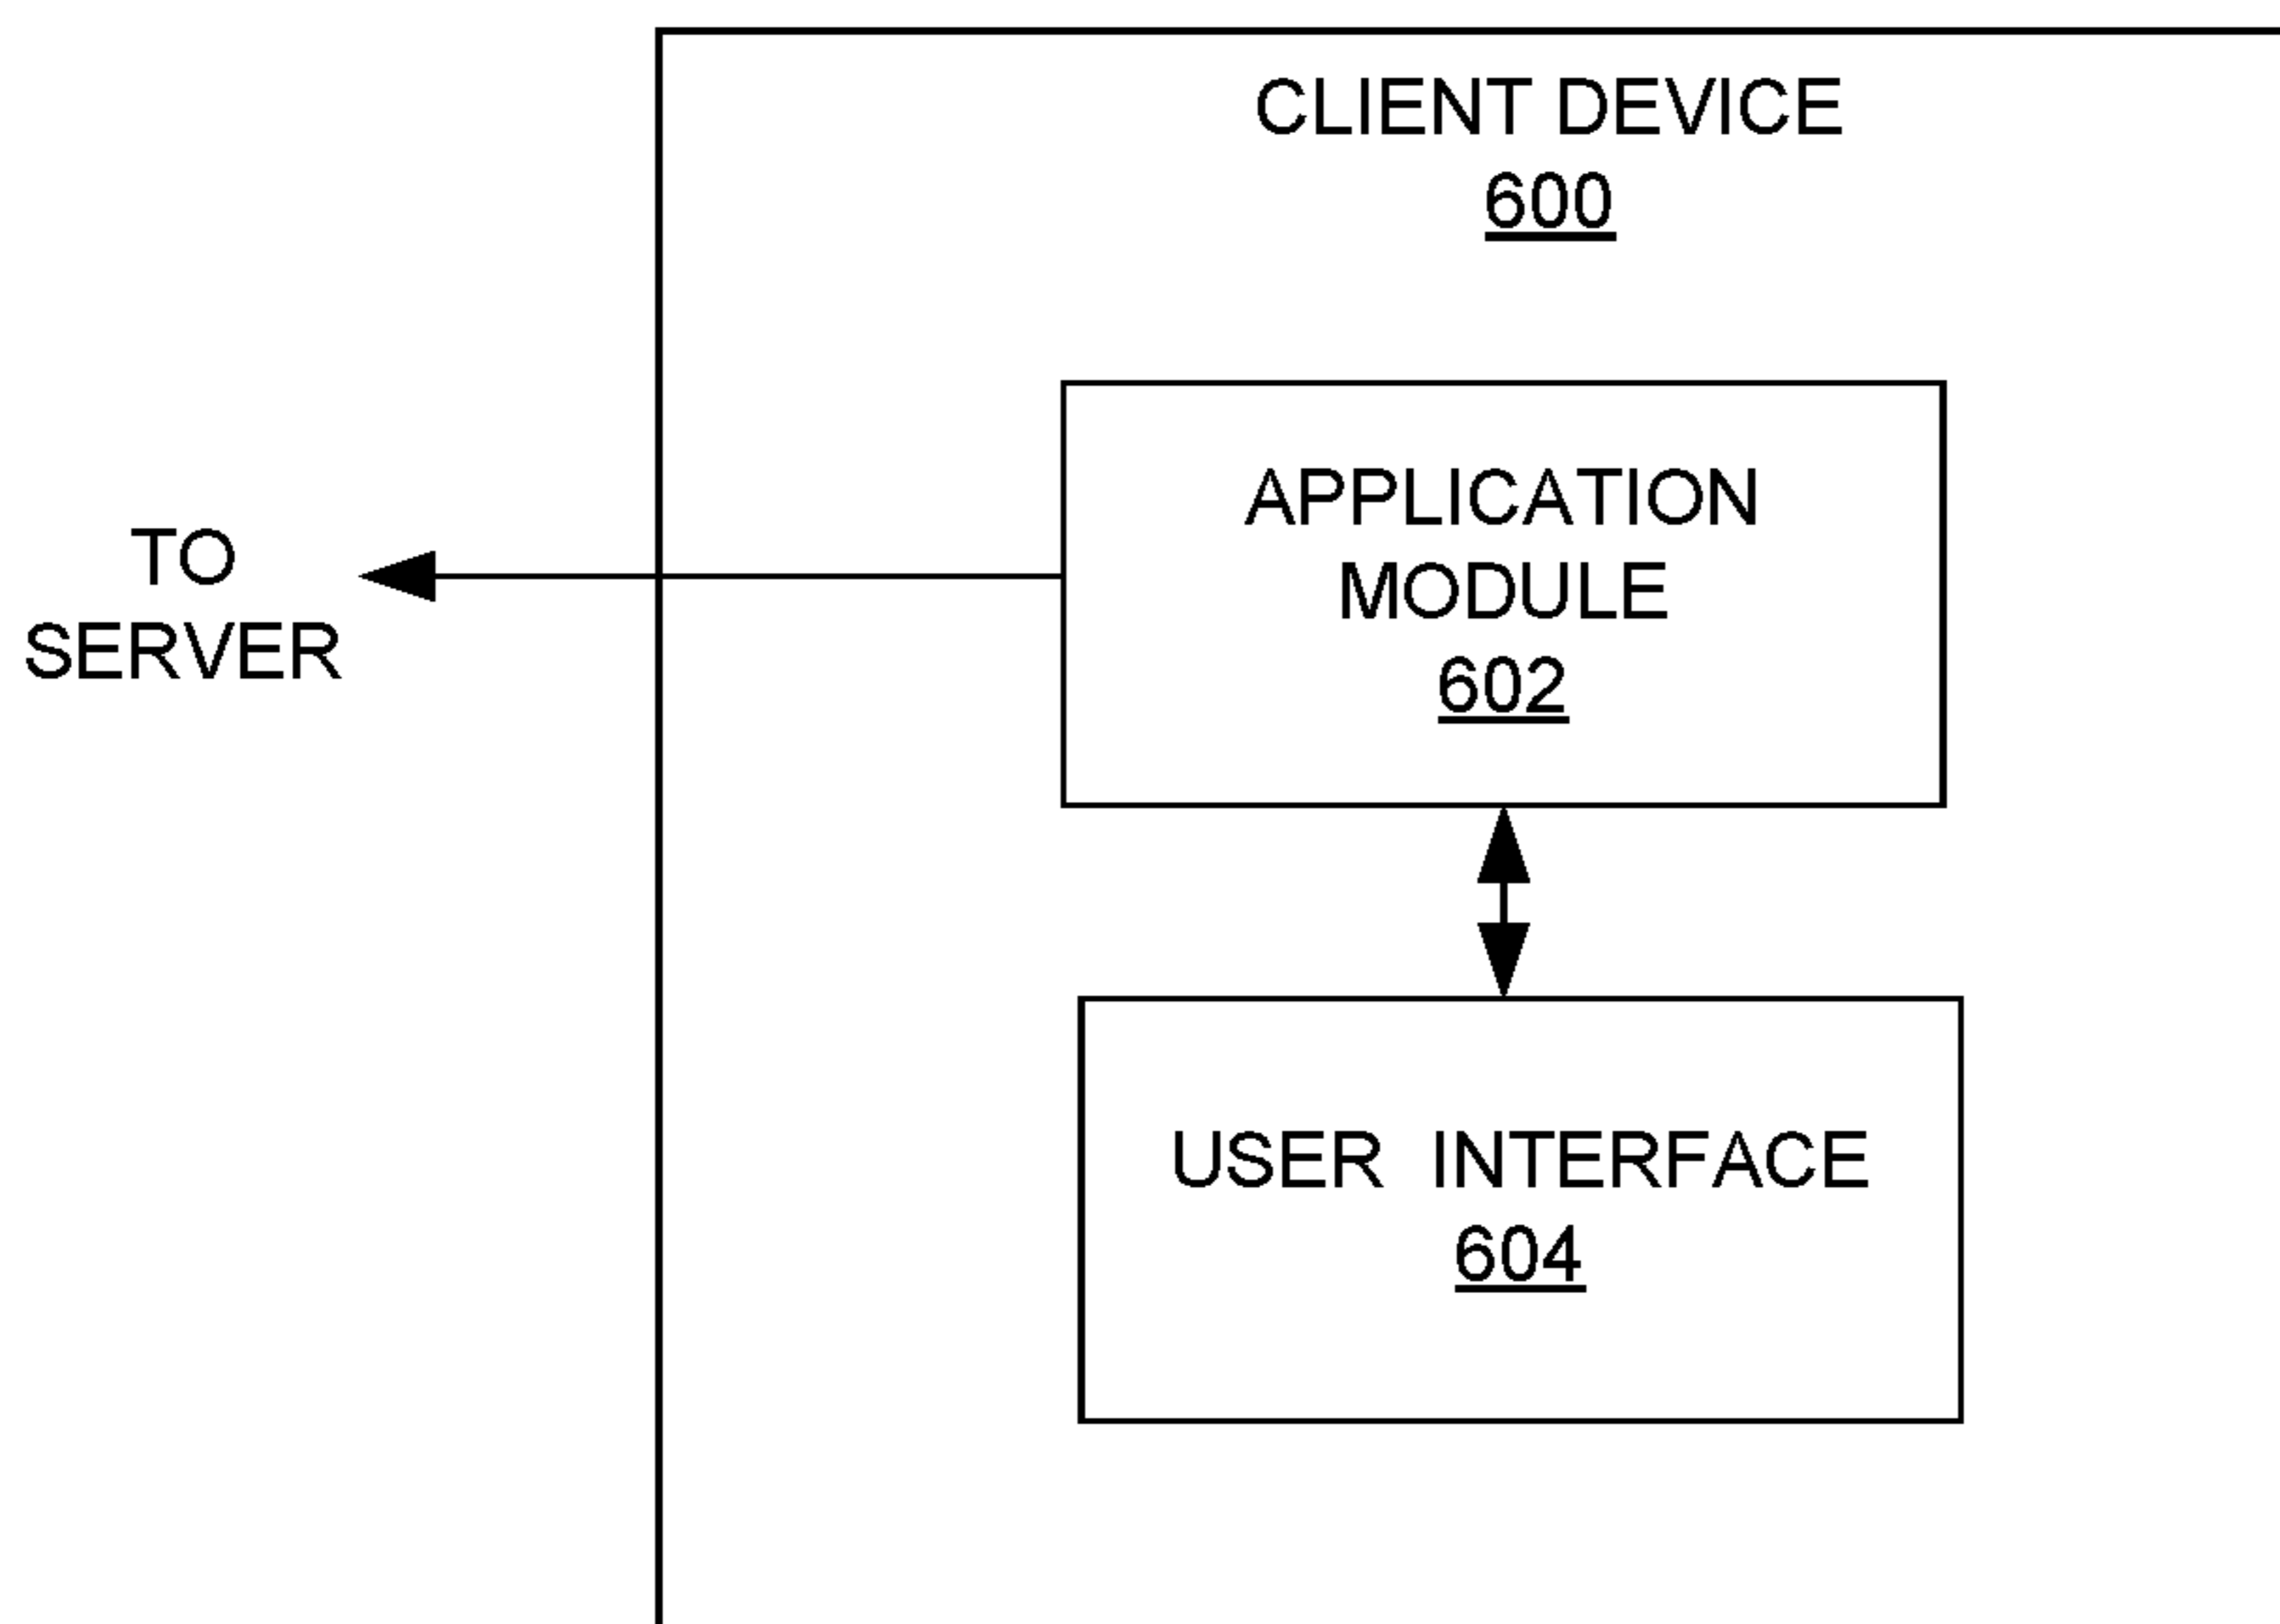 CLIENT DEVICE
600
APPLICATION
MODULE
602
TO
SERVER
USER INTERFACE
604